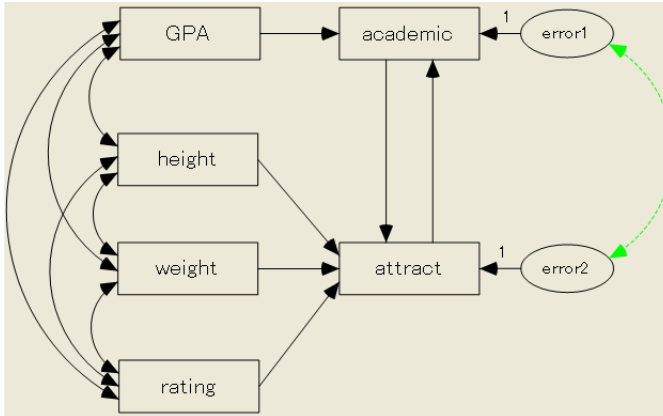 GPA
academic
1
error1
height
weight
attract
1
error2
rating